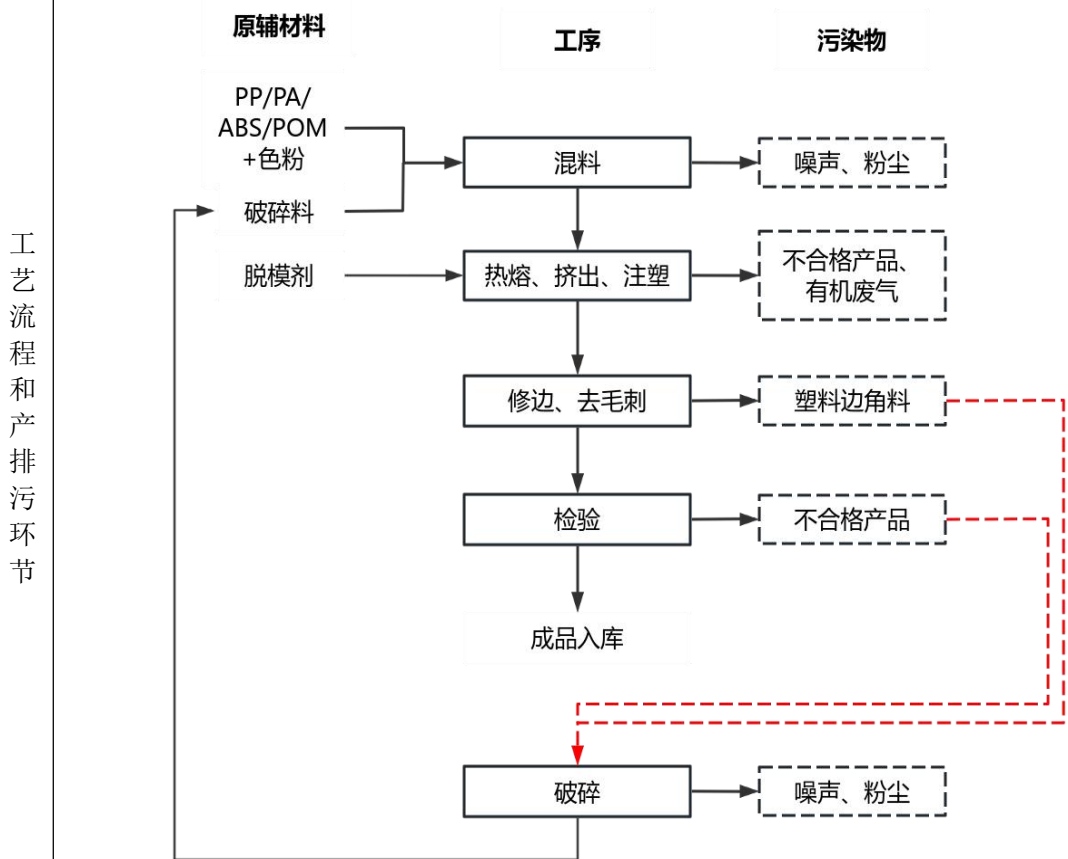 原辅材料
工序
污染物
PP/PA/
ABS/POM
+色粉
混料
噪声、粉尘
破碎料
脱模剂
热熔、挤出、注塑
不合格产品、
有机废气
修边、去毛刺
塑料边角料
检验
不合格产品
成品入库
破碎
噪声、粉尘
工
艺
流
程
和
产
排
污
环
节